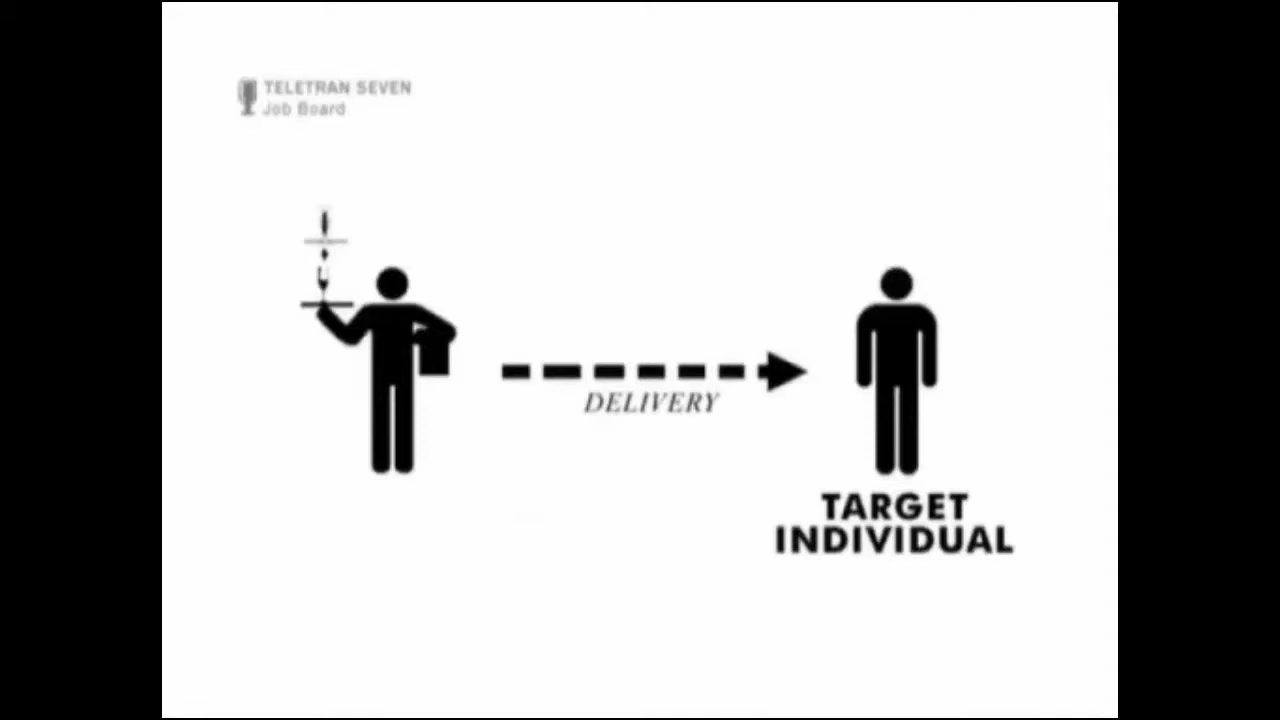 TELETRAN SEVEN
Job Board
DELIVERY
TARGET
INDIVIDUAL